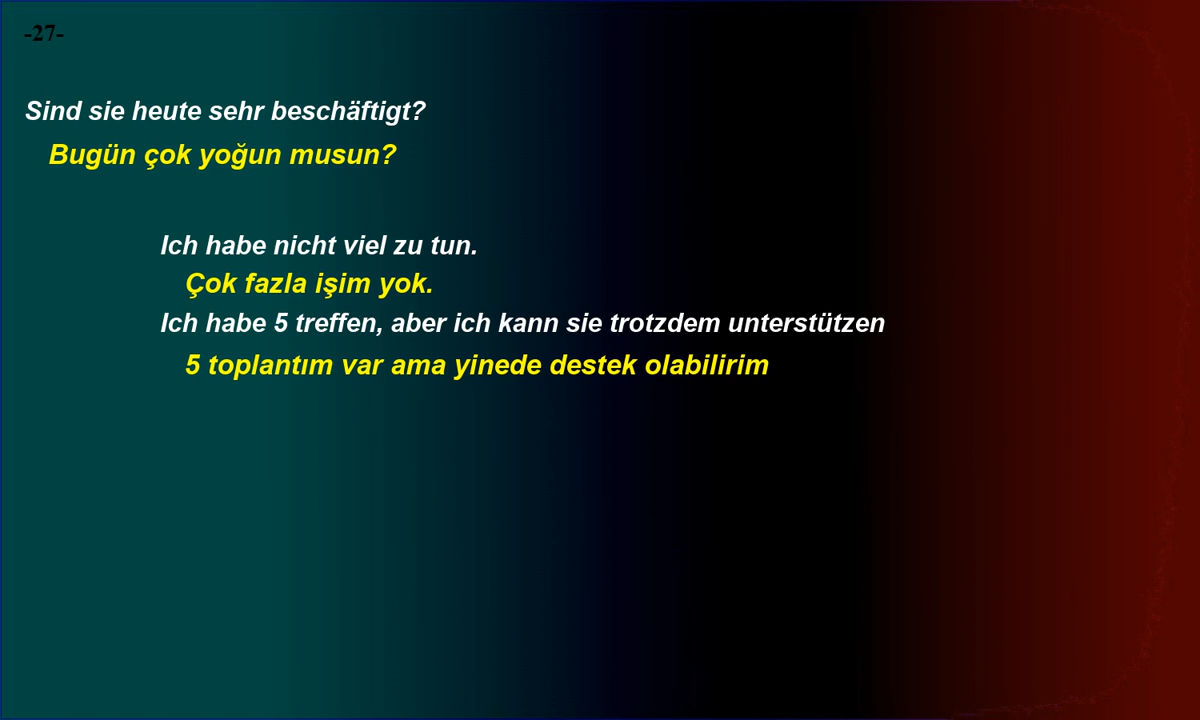 -27-
Sind sie heute sehr beschäftigt?
Bugün çok yoğun musun?
Ich habe nicht viel zu tun.
Çok fazla işim yok.
Ich habe 5 treffen, aber ich kann sie trotzdem unterstützen
5 toplantım var ama yinede destek olabilirim